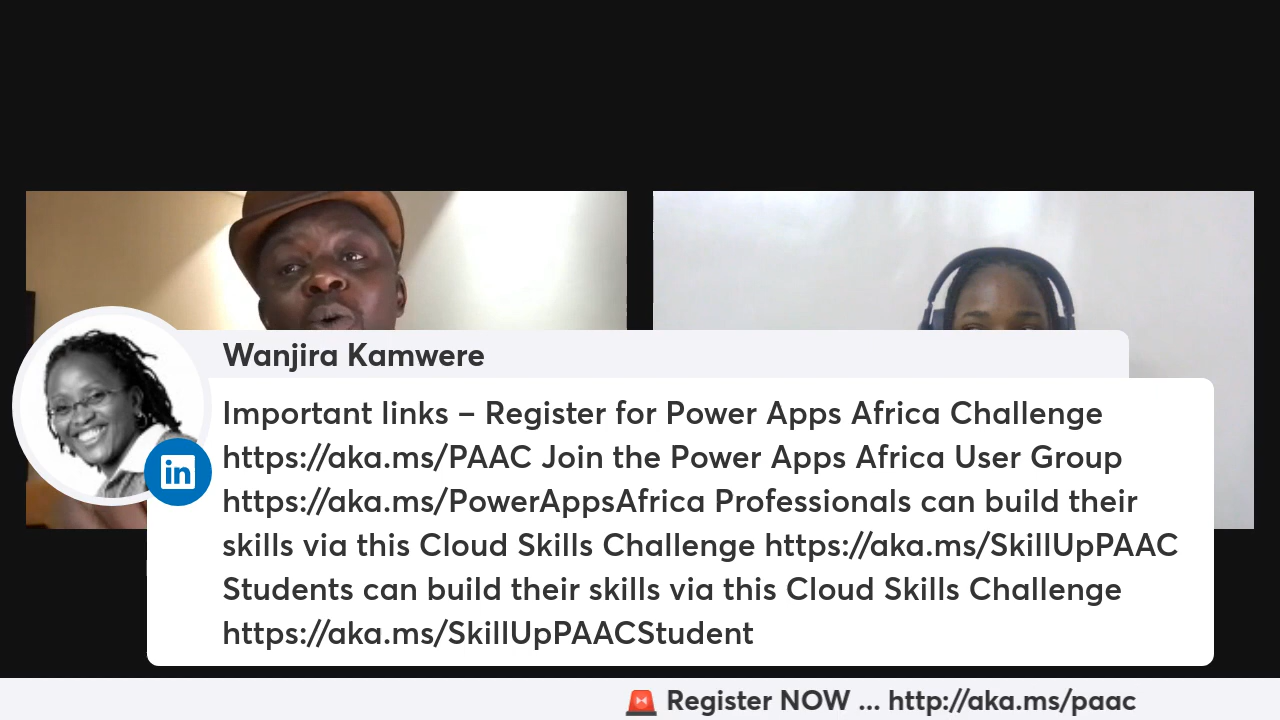 Wanjira Kamwere
Important links – Register for Power Apps Africa Challenge
https://aka.ms/PAAC Join the Power Apps Africa User Group
https://aka.ms/PowerAppsAfrica Professionals can build their
skills via this Cloud Skills Challenge https://aka.ms/SkillUpPAAC
Students can build their skills via this Cloud Skills Challenge
https://aka.ms/SkillUpPAACStudent
in
🚨 Register NOW ... http://aka.ms/paac